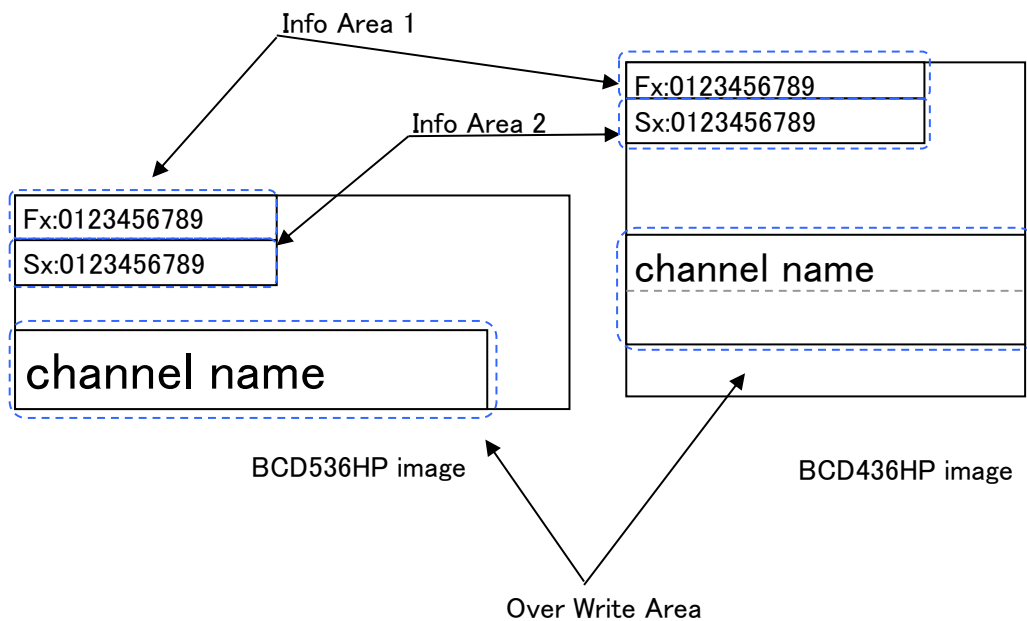 Info Area 1
Fx:0123456789
Sx:0123456789
Info Area 2
Fx:0123456789
Sx:0123456789
channel name
channel name
BCD536HP image
BCD436HP image
Over Write Area